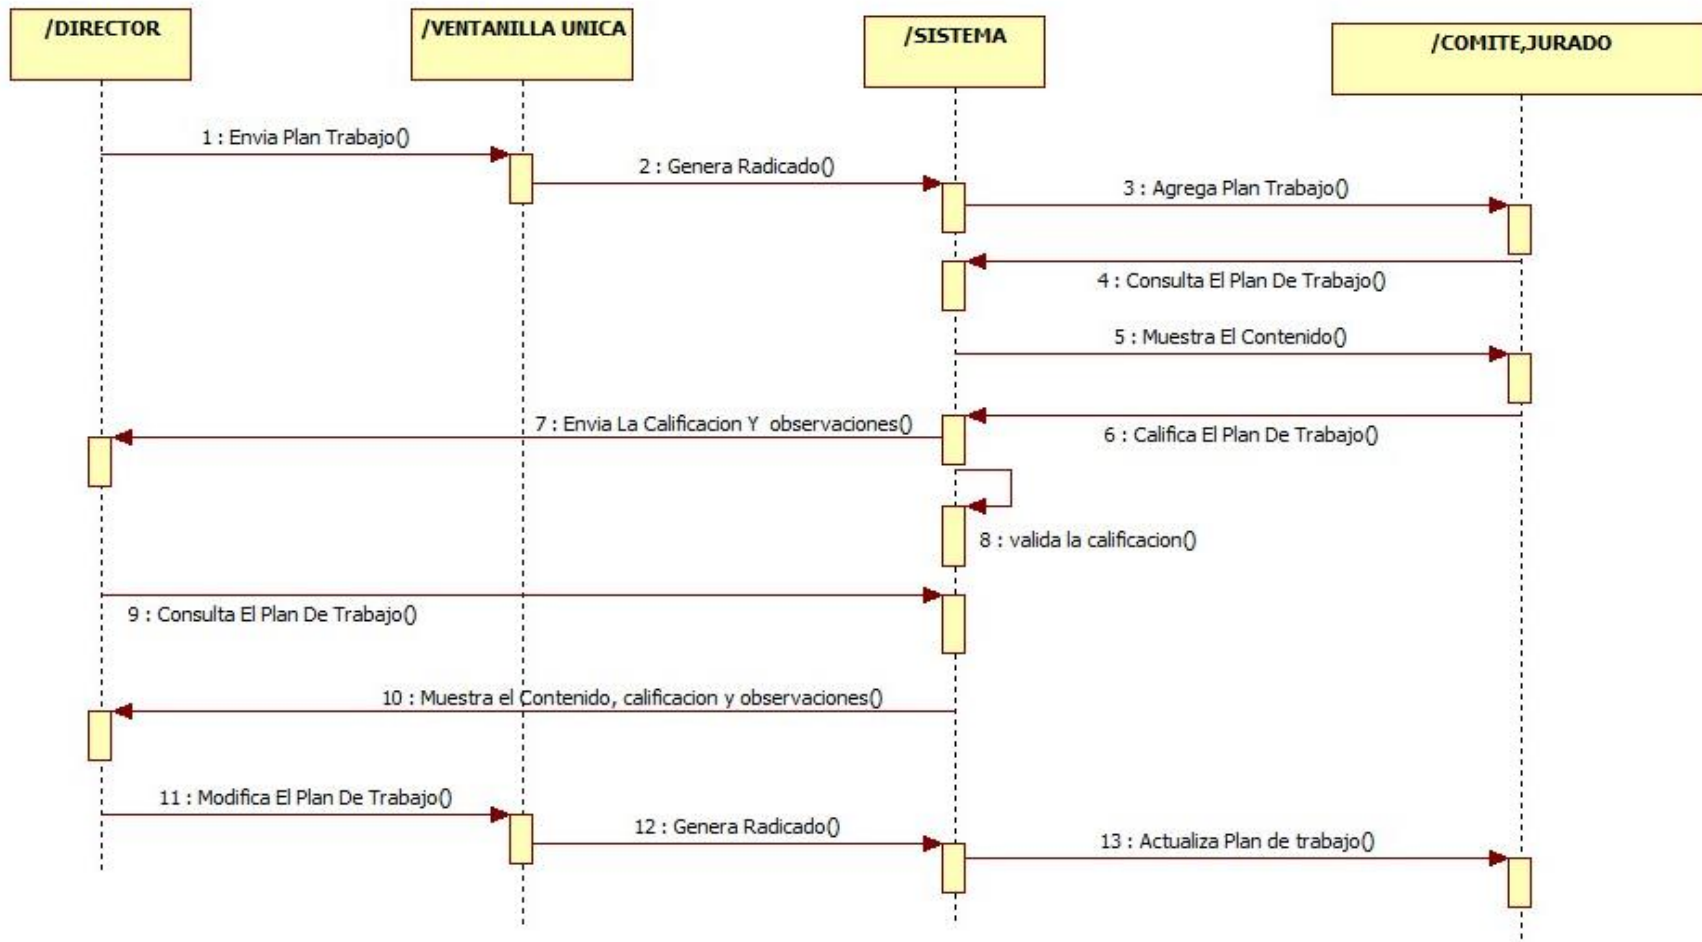 /DIRECTOR
/VENTANILLA UNICA
/SISTEMA
/COMITE,JURADO
1 : Envia Plan Trabajo()
2 : Genera Radicado()
3 : Agrega Plan Trabajo()
4 : Consulta El Plan De Trabajo()
5 : Muestra El Contenido()
7 : Envia La Calificacion Y  observaciones()
6 : Califica El Plan De Trabajo()
8 : valida la calificacion()
9 : Consulta El Plan De Trabajo()
10 : Muestra el Contenido, calificacion y observaciones()
11 : Modifica El Plan De Trabajo()
12 : Genera Radicado()
13 : Actualiza Plan de trabajo()